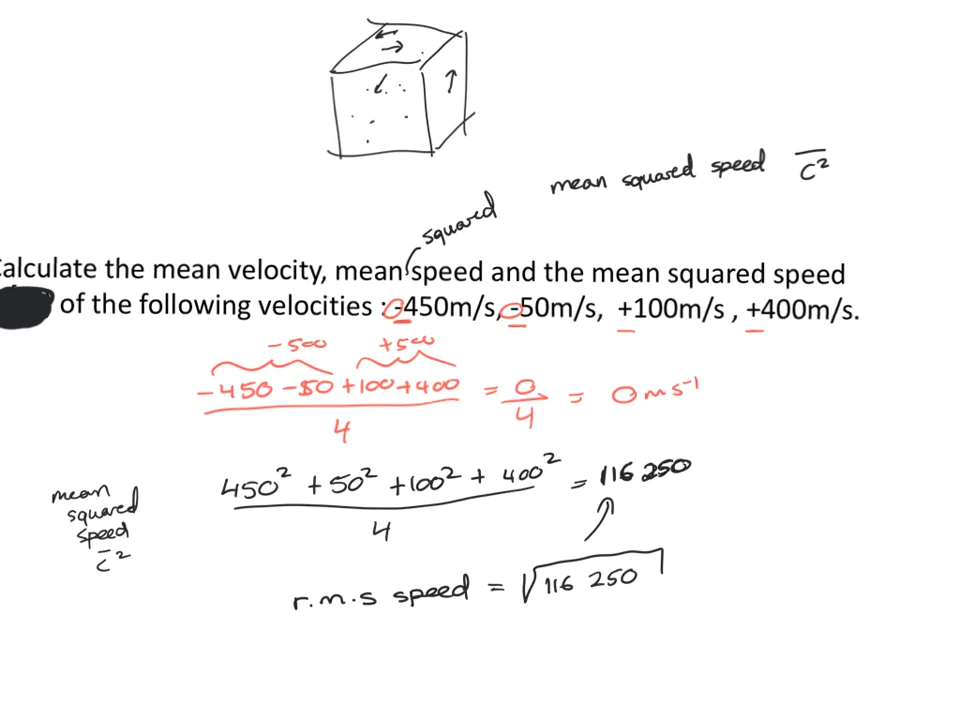 mean squared speed c̅²
squared
Calculate the mean velocity, mean speed and the mean squared speed
of the following velocities : -450m/s, -50m/s, +100m/s , +400m/s.
-500 +500
-450 -50 +100 +400 = 0 = 0 ms⁻¹
4 4
450² + 50² + 100² + 400² = 116 250
4
mean
squared
speed
c̅²
r.m.s speed = √116 250